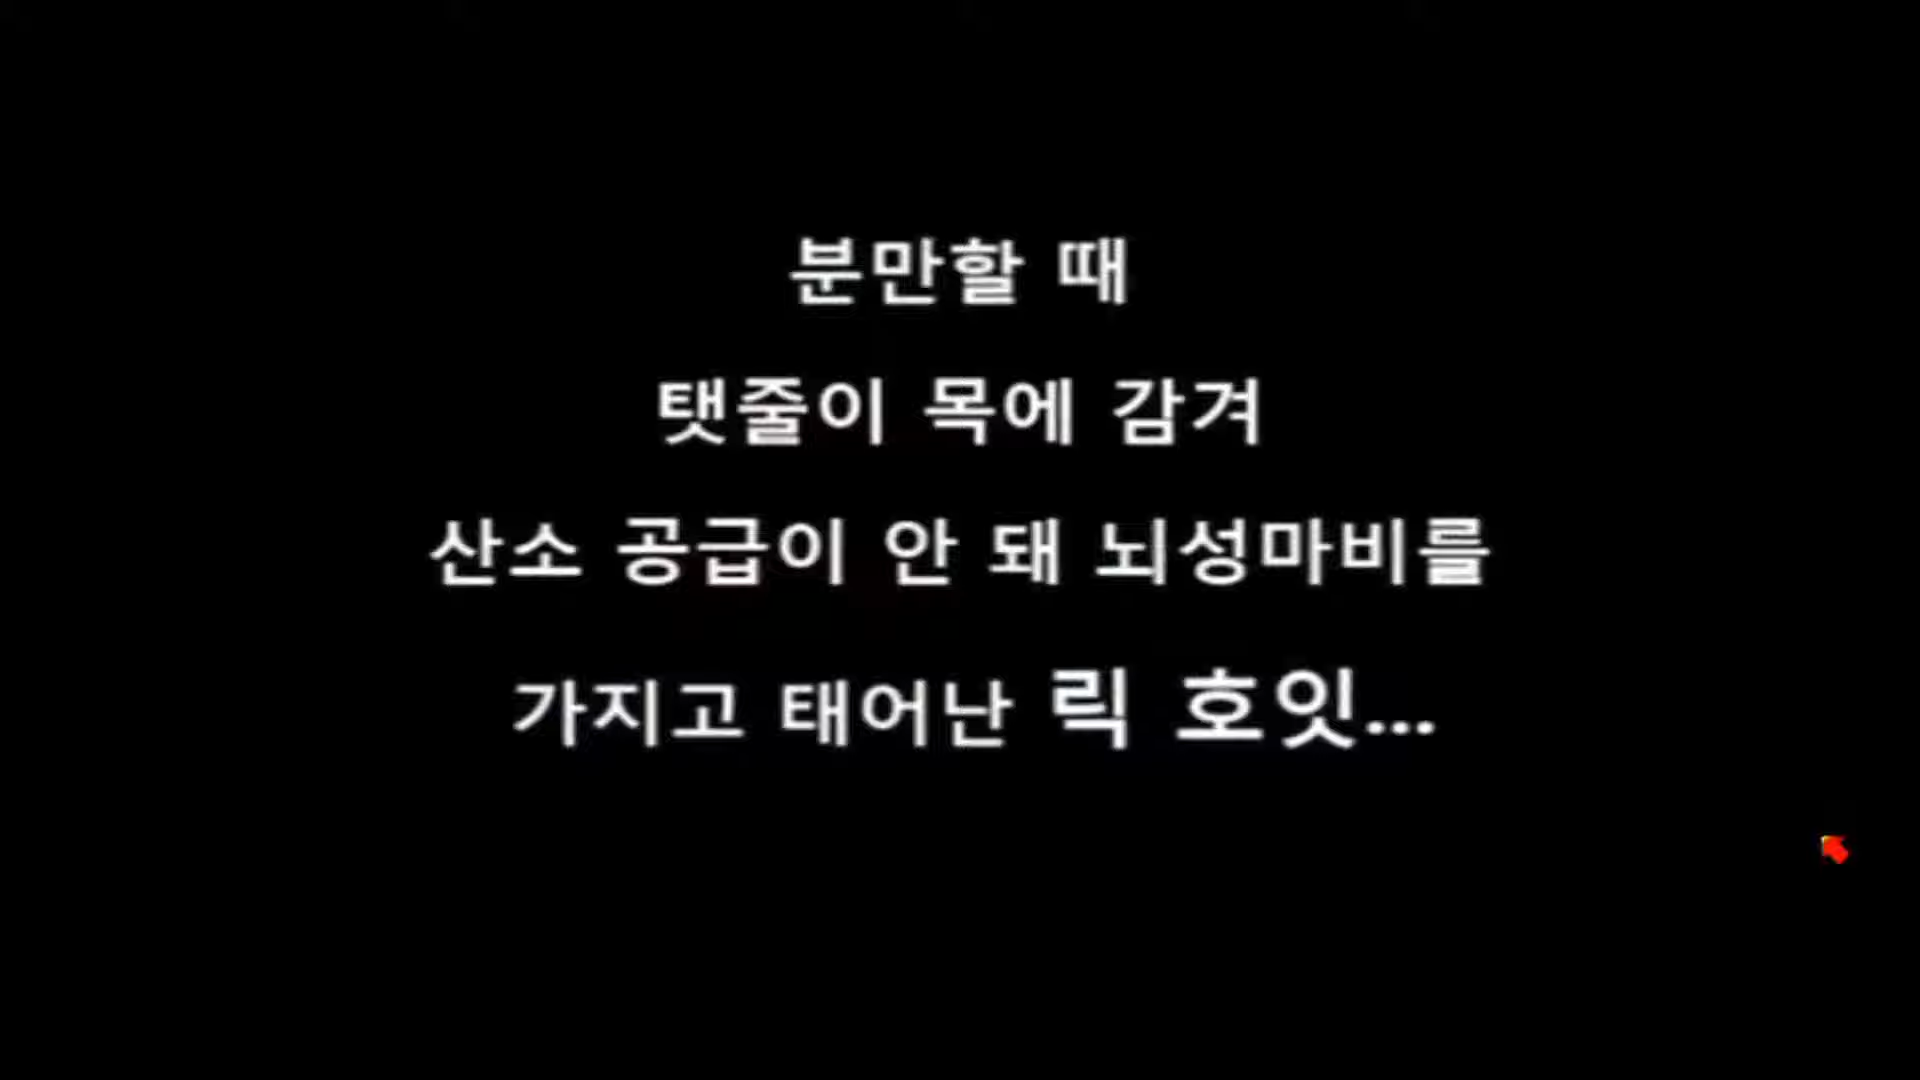 분만할 때
탯줄이 목에 감겨
산소 공급이 안 돼 뇌성마비를
가지고 태어난 릭 호잇...